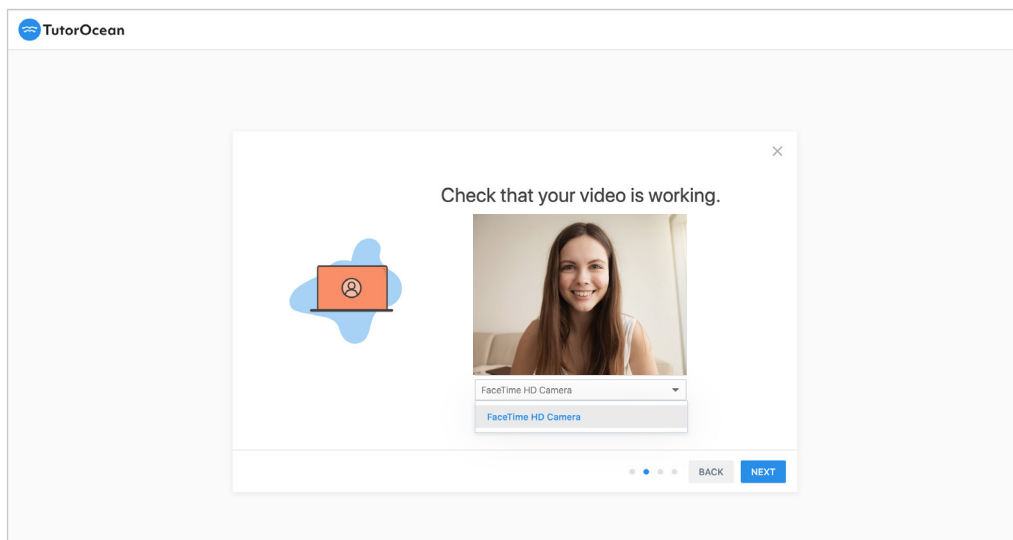 TutorOcean
Check that your video is working.
FaceTime HD Camera
FaceTime HD Camera
BACK
NEXT